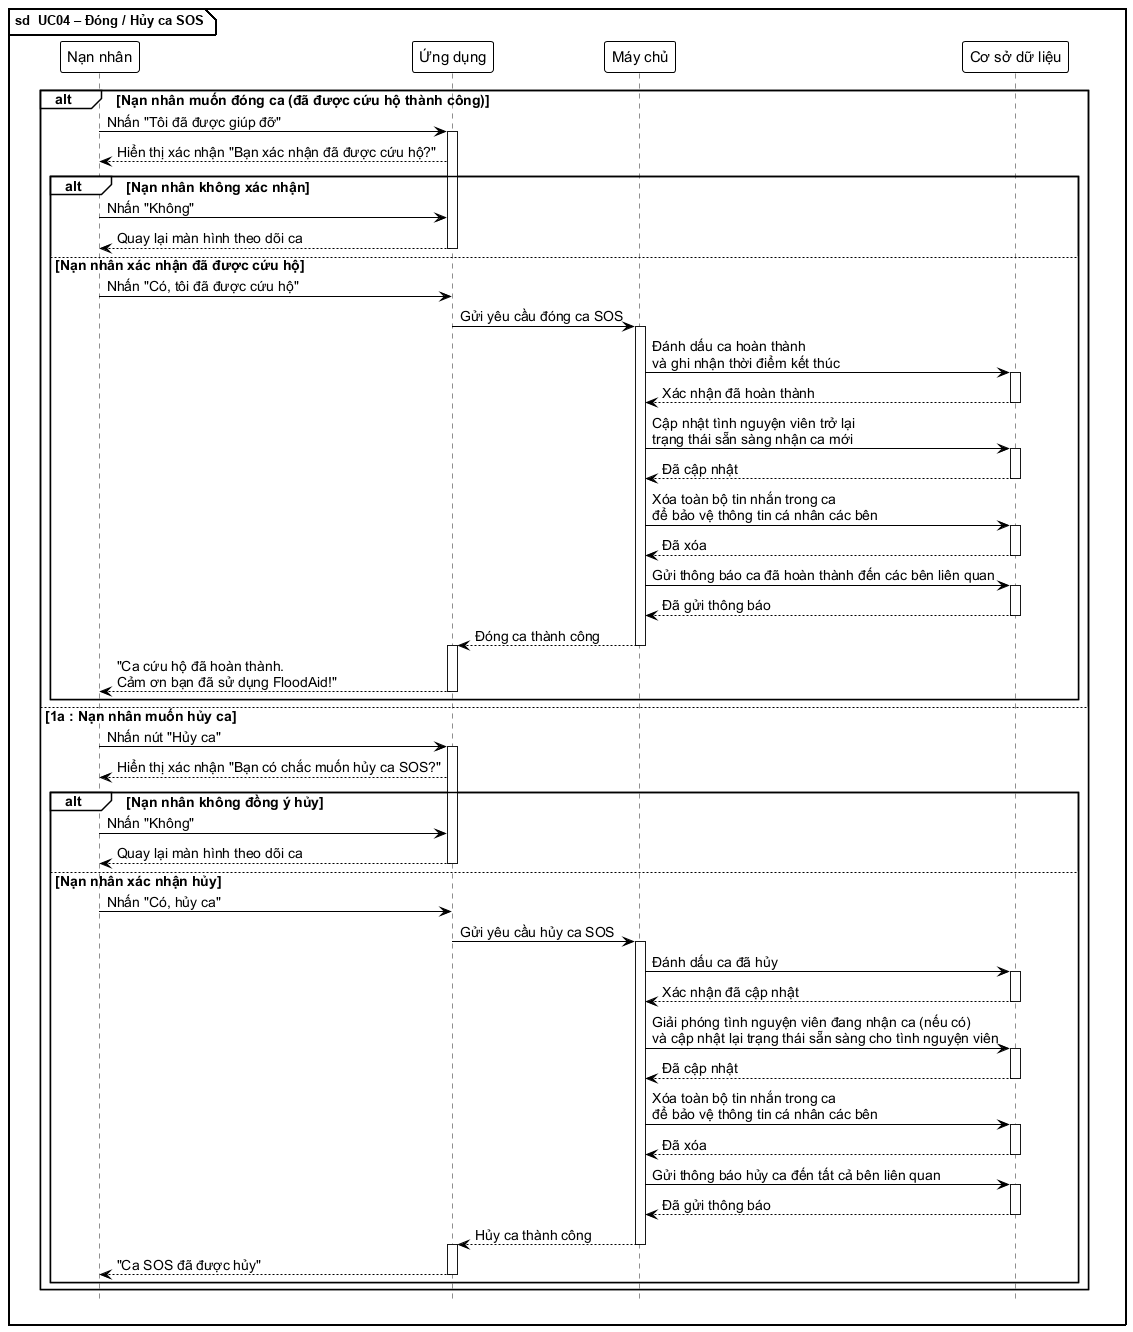 sd UC04 – Đóng / Hủy ca SOS
Nạn nhân
Ứng dụng
Máy chủ
Cơ sở dữ liệu
alt
[Nạn nhân muốn đóng ca (đã được cứu hộ thành công)]
Nhấn "Tôi đã được giúp đỡ"
Hiển thị xác nhận "Bạn xác nhận đã được cứu hộ?"
alt
[Nạn nhân không xác nhận]
Nhấn "Không"
Quay lại màn hình theo dõi ca
[Nạn nhân xác nhận đã được cứu hộ]
Nhấn "Có, tôi đã được cứu hộ"
Gửi yêu cầu đóng ca SOS
Đánh dấu ca hoàn thành
và ghi nhận thời điểm kết thúc
Xác nhận đã hoàn thành
Cập nhật tình nguyện viên trở lại
trạng thái sẵn sàng nhận ca mới
Đã cập nhật
Xóa toàn bộ tin nhắn trong ca
để bảo vệ thông tin cá nhân các bên
Đã xóa
Gửi thông báo ca đã hoàn thành đến các bên liên quan
Đã gửi thông báo
Đóng ca thành công
"Ca cứu hộ đã hoàn thành.
Cảm ơn bạn đã sử dụng FloodAid!"
[1a : Nạn nhân muốn hủy ca]
Nhấn nút "Hủy ca"
Hiển thị xác nhận "Bạn có chắc muốn hủy ca SOS?"
alt
[Nạn nhân không đồng ý hủy]
Nhấn "Không"
Quay lại màn hình theo dõi ca
[Nạn nhân xác nhận hủy]
Nhấn "Có, hủy ca"
Gửi yêu cầu hủy ca SOS
Đánh dấu ca đã hủy
Xác nhận đã cập nhật
Giải phóng tình nguyện viên đang nhận ca (nếu có)
và cập nhật lại trạng thái sẵn sàng cho tình nguyện viên
Đã cập nhật
Xóa toàn bộ tin nhắn trong ca
để bảo vệ thông tin cá nhân các bên
Đã xóa
Gửi thông báo hủy ca đến tất cả bên liên quan
Đã gửi thông báo
Hủy ca thành công
"Ca SOS đã được hủy"